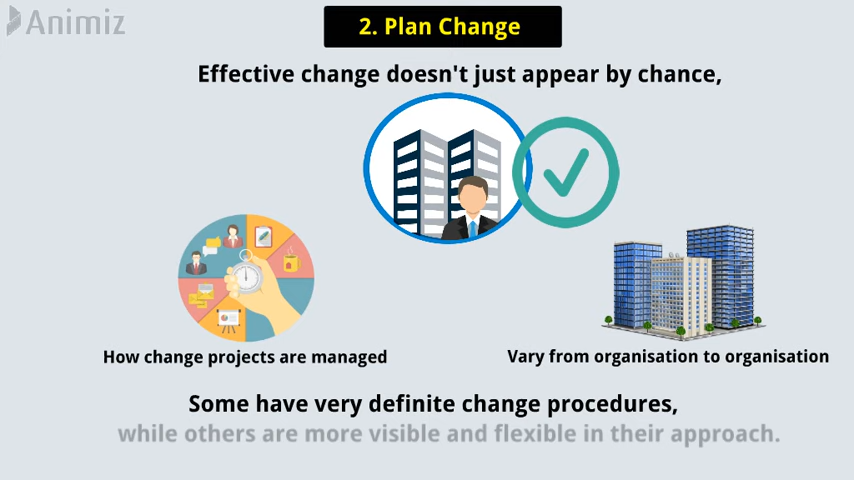 Animiz
2. Plan Change
Effective change doesn't just appear by chance,
How change projects are managed
Vary from organisation to organisation
Some have very definite change procedures,
while others are more visible and flexible in their approach.